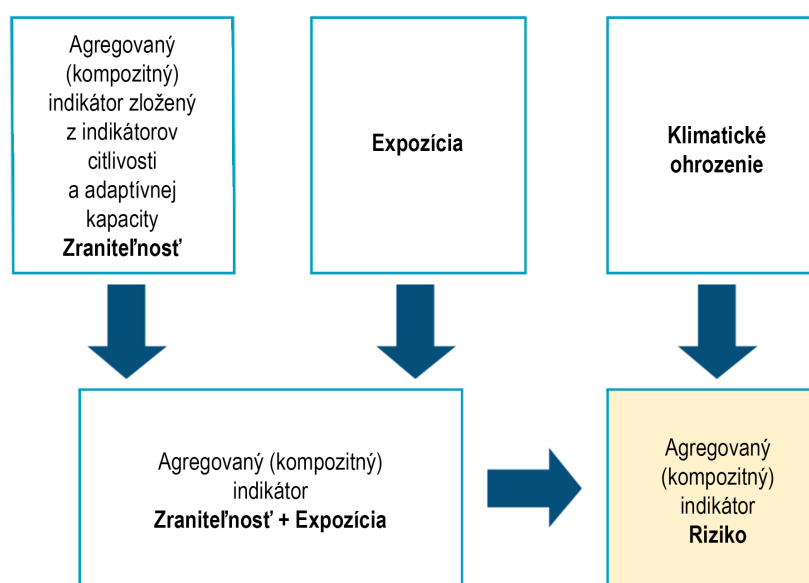 Agregovaný
(kompozitný)
indikátor zložený
z indikátorov
citlivosti
a adaptívnej
kapacity
Zraniteľnosť
Expozícia
Klimatické
ohrozenie
Agregovaný (kompozitný)
indikátor
Zraniteľnosť + Expozícia
Agregovaný
(kompozitný)
indikátor
Riziko